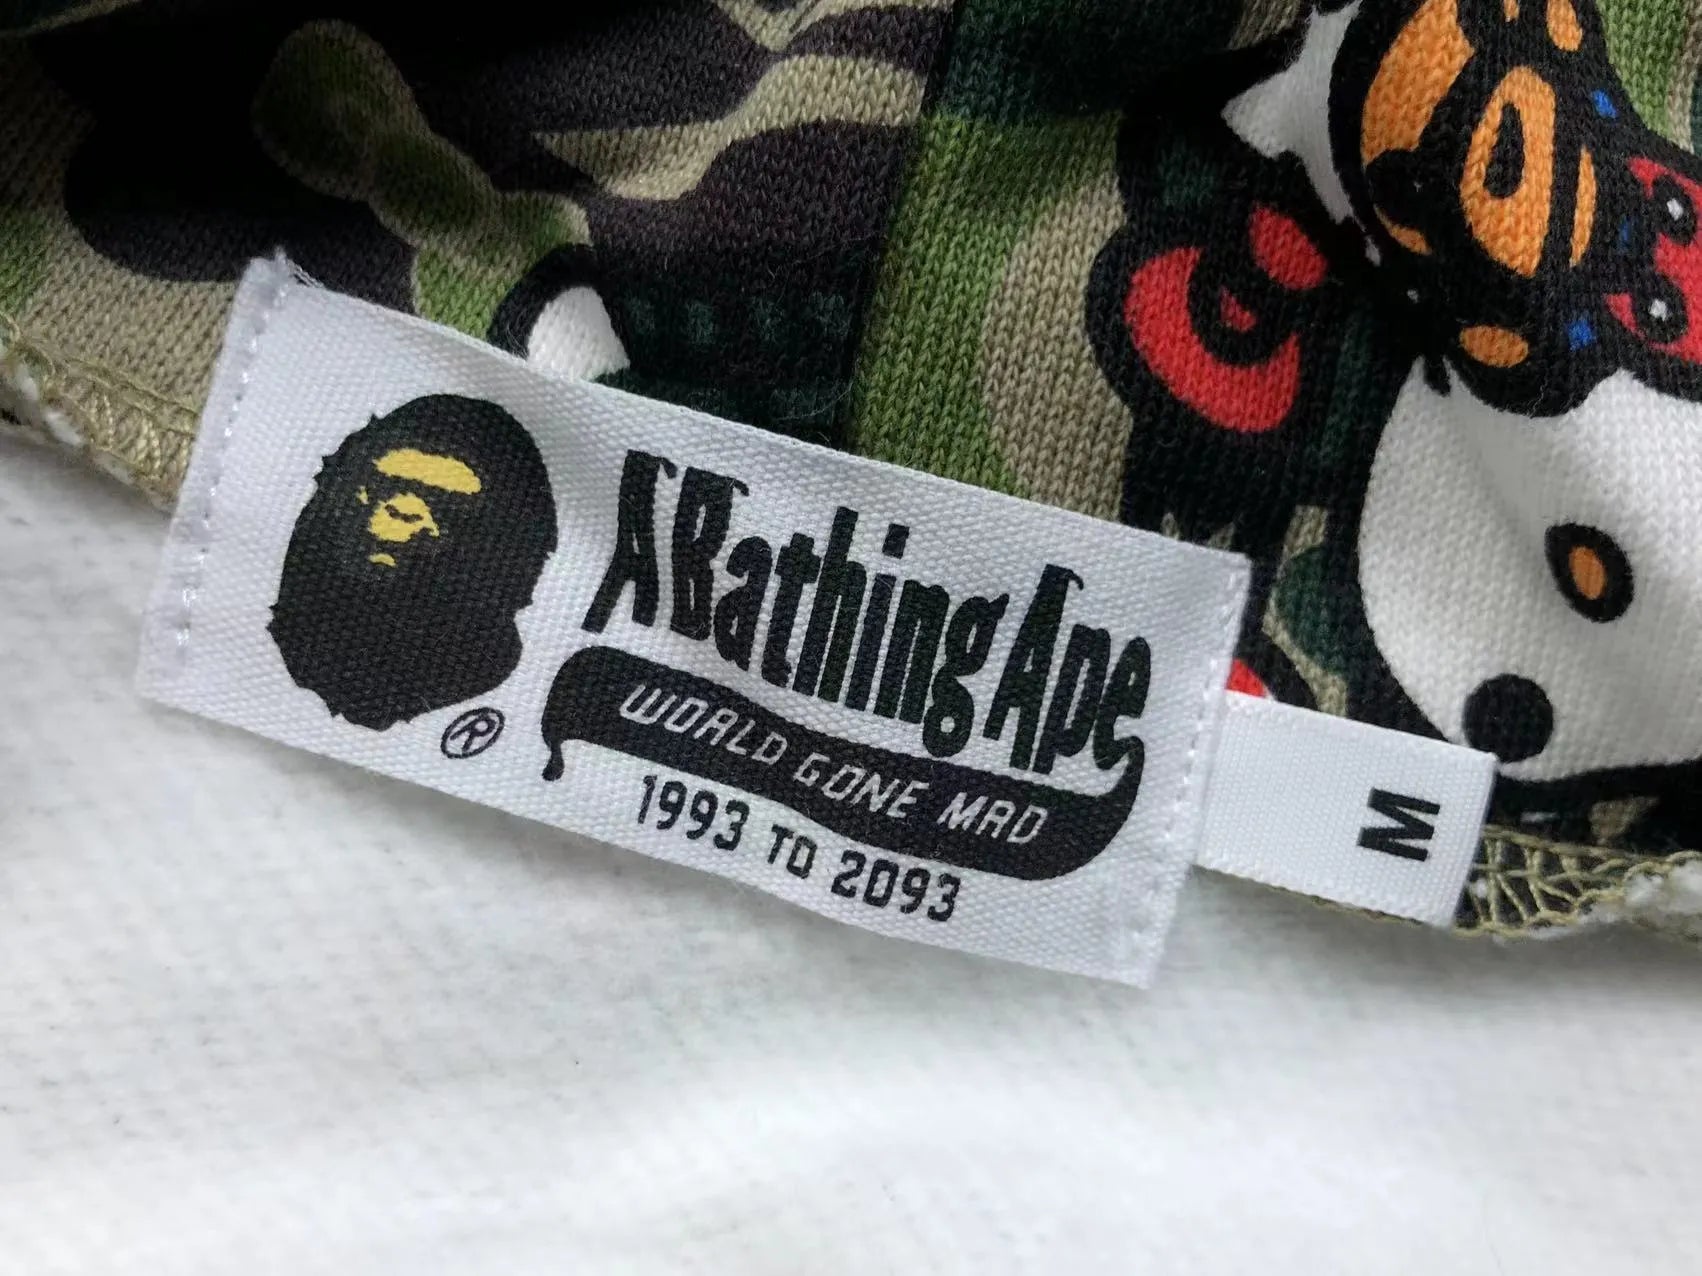 A Bathing Ape
®
WORLD GONE MAD
1993 TO 2093
M